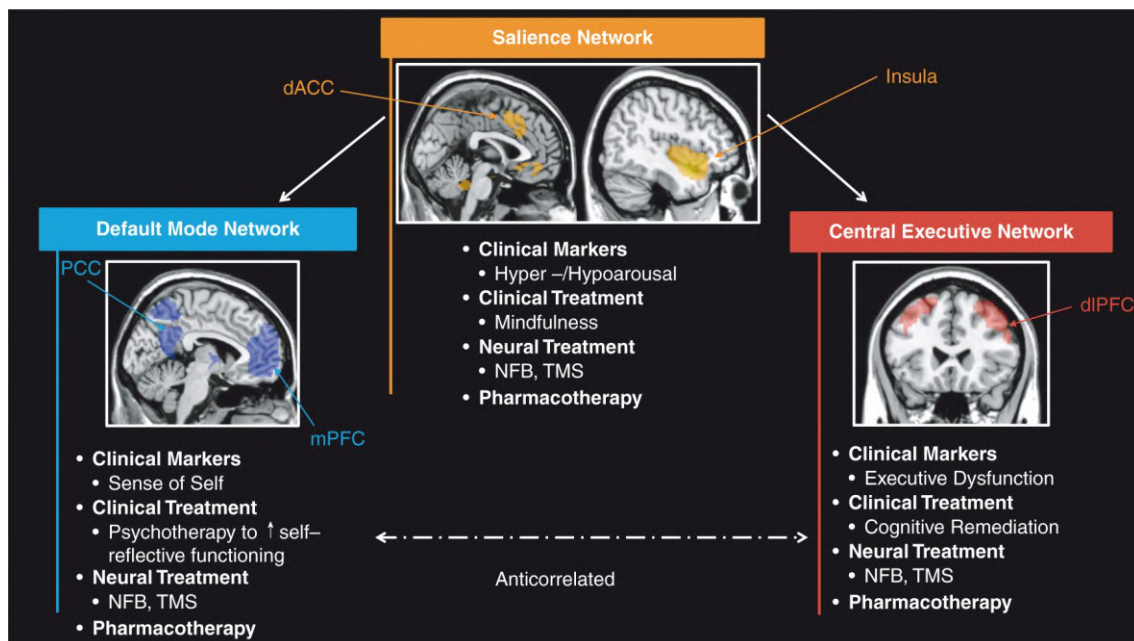 Salience Network
dACC
Insula
• Clinical Markers
• Hyper –/Hypoarousal
• Clinical Treatment
• Mindfulness
• Neural Treatment
• NFB, TMS
• Pharmacotherapy
Default Mode Network
PCC
mPFC
• Clinical Markers
• Sense of Self
• Clinical Treatment
• Psychotherapy to ↑ self–
reflective functioning
• Neural Treatment
• NFB, TMS
• Pharmacotherapy
Anticorrelated
Central Executive Network
dlPFC
• Clinical Markers
• Executive Dysfunction
• Clinical Treatment
• Cognitive Remediation
• Neural Treatment
• NFB, TMS
• Pharmacotherapy